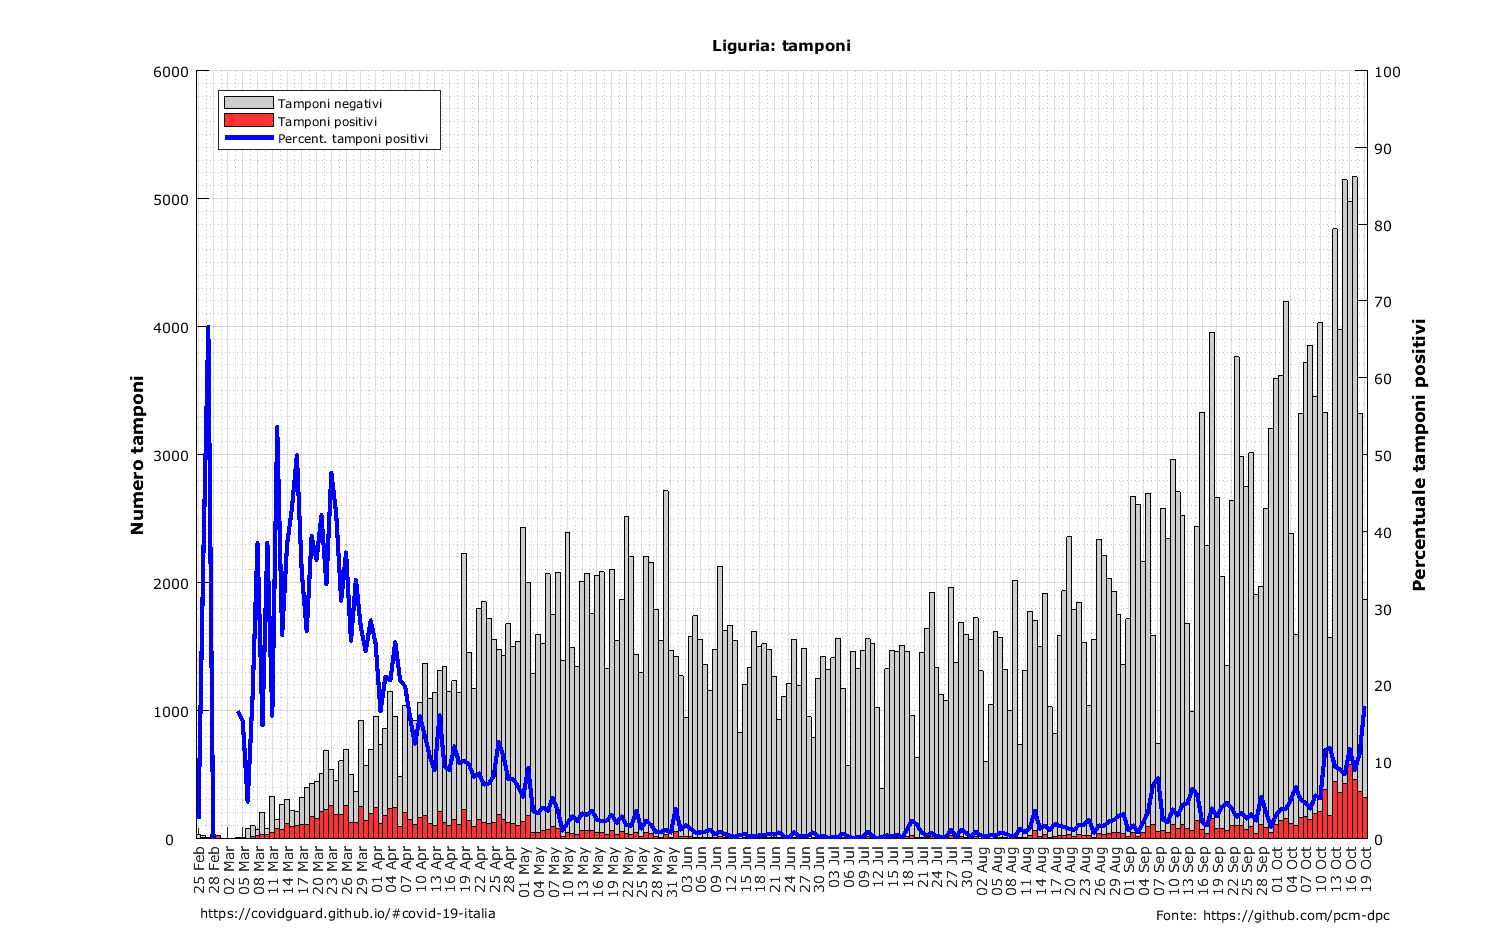 Liguria: tamponi
6000
5000
4000
3000
2000
1000
0
Numero tamponi
Tamponi negativi
Tamponi positivi
Percent. tamponi positivi
100
90
80
70
60
50
40
30
20
10
0
Percentuale tamponi positivi
25 Feb
28 Feb
02 Mar
05 Mar
08 Mar
11 Mar
14 Mar
17 Mar
20 Mar
23 Mar
26 Mar
29 Mar
01 Apr
04 Apr
07 Apr
10 Apr
13 Apr
16 Apr
19 Apr
22 Apr
25 Apr
28 Apr
01 May
04 May
07 May
10 May
13 May
16 May
19 May
22 May
25 May
28 May
31 May
03 Jun
06 Jun
09 Jun
12 Jun
15 Jun
18 Jun
21 Jun
24 Jun
27 Jun
30 Jun
03 Jul
06 Jul
09 Jul
12 Jul
15 Jul
18 Jul
21 Jul
24 Jul
27 Jul
30 Jul
02 Aug
05 Aug
08 Aug
11 Aug
14 Aug
17 Aug
20 Aug
23 Aug
26 Aug
29 Aug
01 Sep
04 Sep
07 Sep
10 Sep
13 Sep
16 Sep
19 Sep
22 Sep
25 Sep
28 Sep
01 Oct
04 Oct
07 Oct
10 Oct
13 Oct
16 Oct
19 Oct
https://covidguard.github.io/#covid-19-italia
Fonte: https://github.com/pcm-dpc